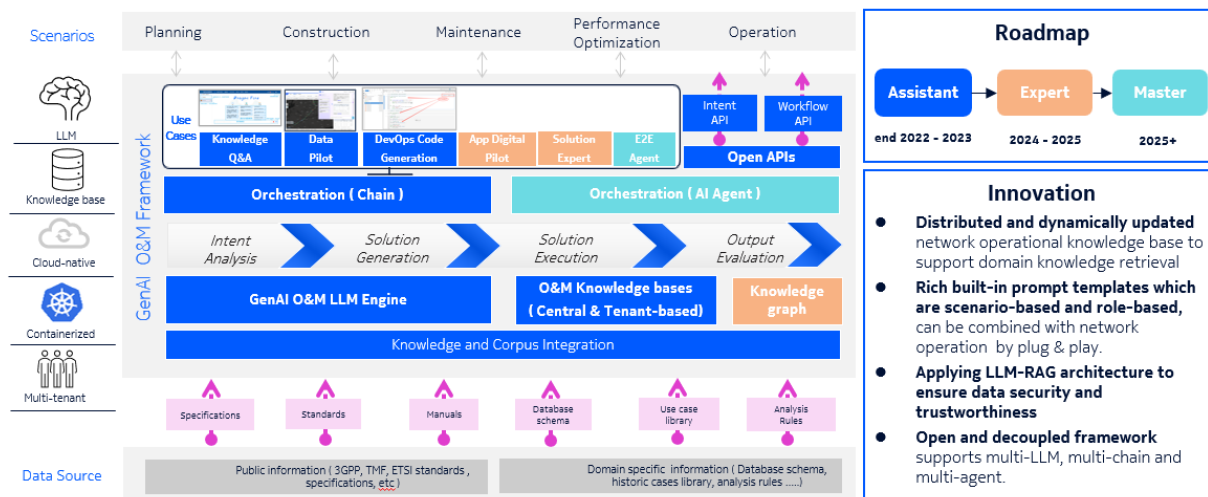 Scenarios
Planning
Construction
Maintenance
Performance
Optimization
Operation
LLM
Knowledge base
Cloud-native
Containerized
Multi-tenant
GenAI O&M Framework
Use
Cases
Knowledge
Q&A
Data
Pilot
DevOps Code
Generation
App Digital
Pilot
Solution
Expert
E2E
Agent
Intent
API
Workflow
API
Open APIs
Orchestration ( Chain )
Orchestration ( AI Agent )
Intent
Analysis
Solution
Generation
Solution
Execution
Output
Evaluation
GenAI O&M LLM Engine
O&M Knowledge bases
( Central & Tenant-based)
Knowledge
graph
Knowledge and Corpus Integration
Specifications
Standards
Manuals
Database
schema
Use case
library
Analysis
Rules
Data Source
Public information ( 3GPP, TMF, ETSI standards ,
specifications, etc )
Domain specific information ( Database schema,
historic cases library, analysis rules .....)
Roadmap
Assistant
Expert
Master
end 2022 - 2023
2024 - 2025
2025+
Innovation
● Distributed and dynamically updated
network operational knowledge base to
support domain knowledge retrieval
● Rich built-in prompt templates which
are scenario-based and role-based,
can be combined with network
operation by plug & play.
● Applying LLM-RAG architecture to
ensure data security and
trustworthiness
● Open and decoupled framework
supports multi-LLM, multi-chain and
multi-agent.